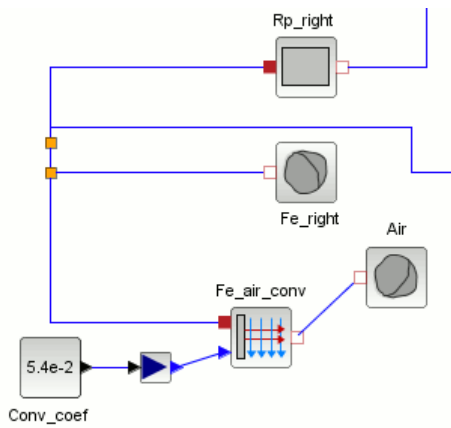 Rp_right
Fe_right
Air
Fe_air_conv
5.4e-2
Conv_coef